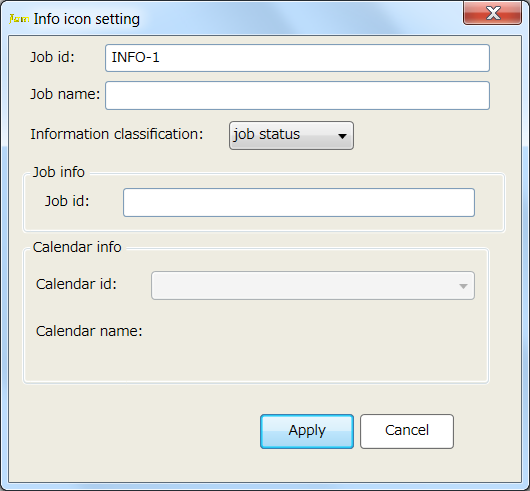 Info icon setting
Job id: INFO-1
Job name:
Information classification: job status
Job info
Job id:
Calendar info
Calendar id:
Calendar name:
Apply Cancel